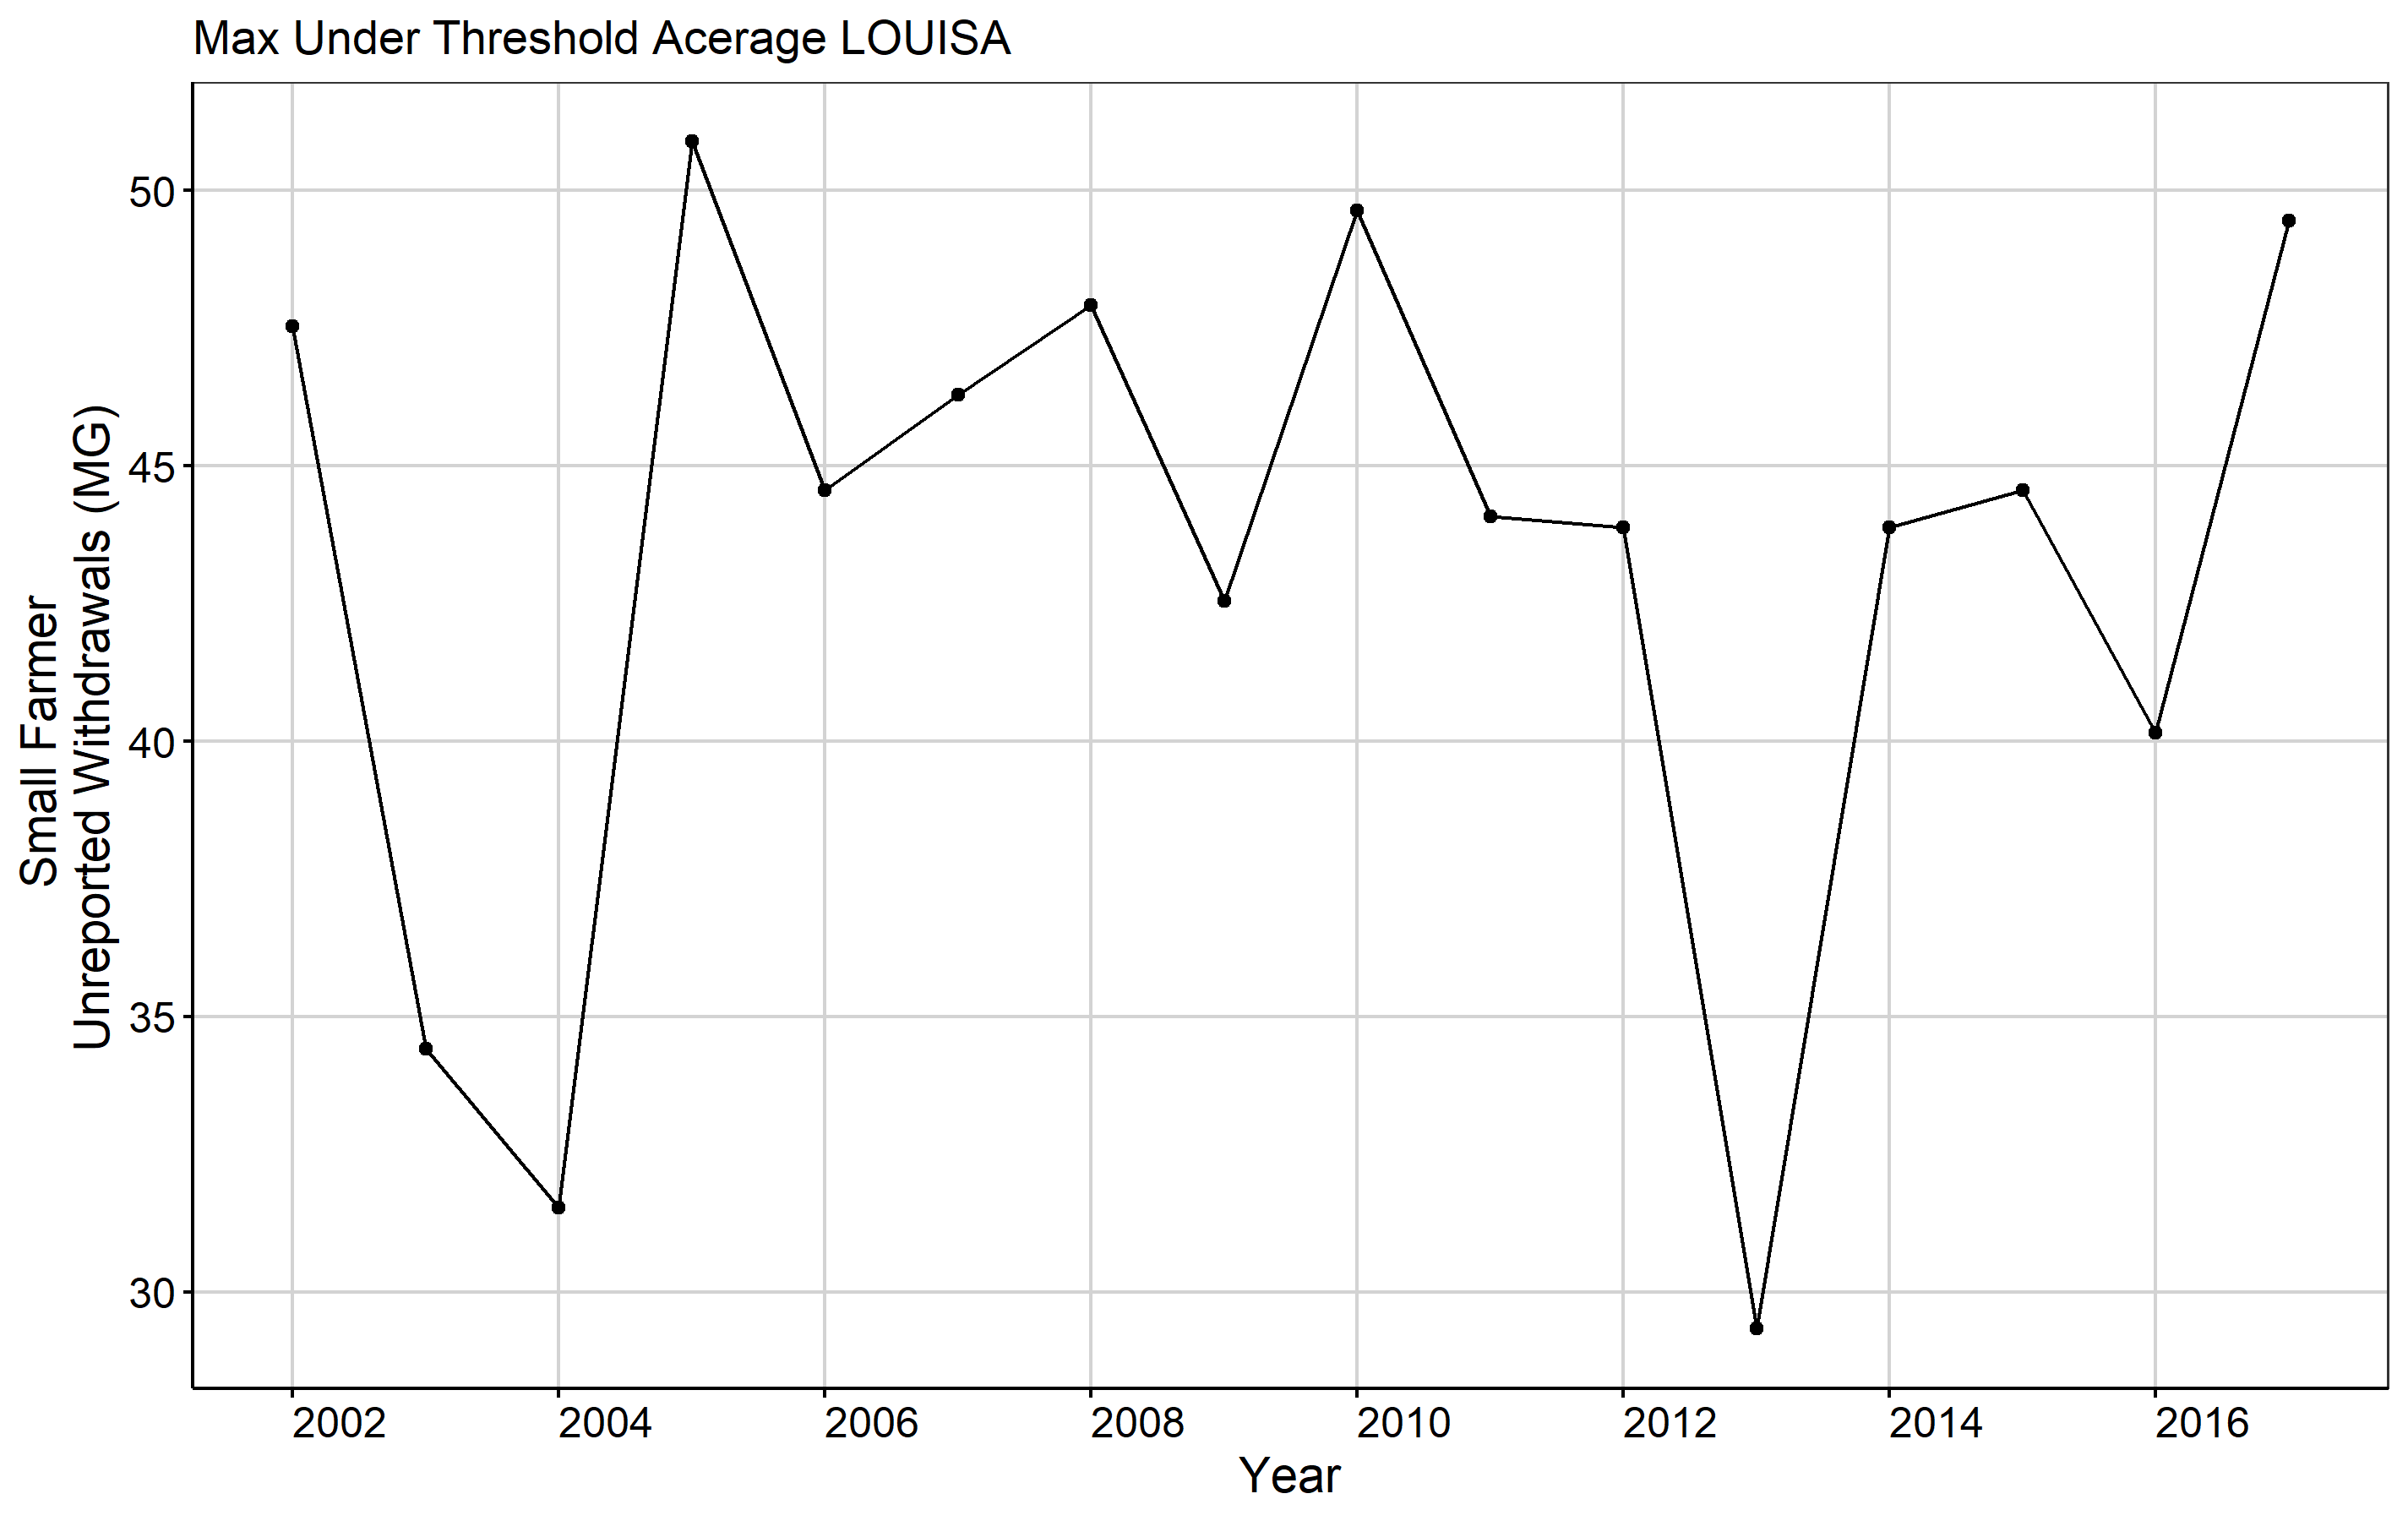 Max Under Threshold Acerage LOUISA
Small Farmer
Unreported Withdrawals (MG)
50
45
40
35
30
2002 2004 2006 2008 2010 2012 2014 2016
Year